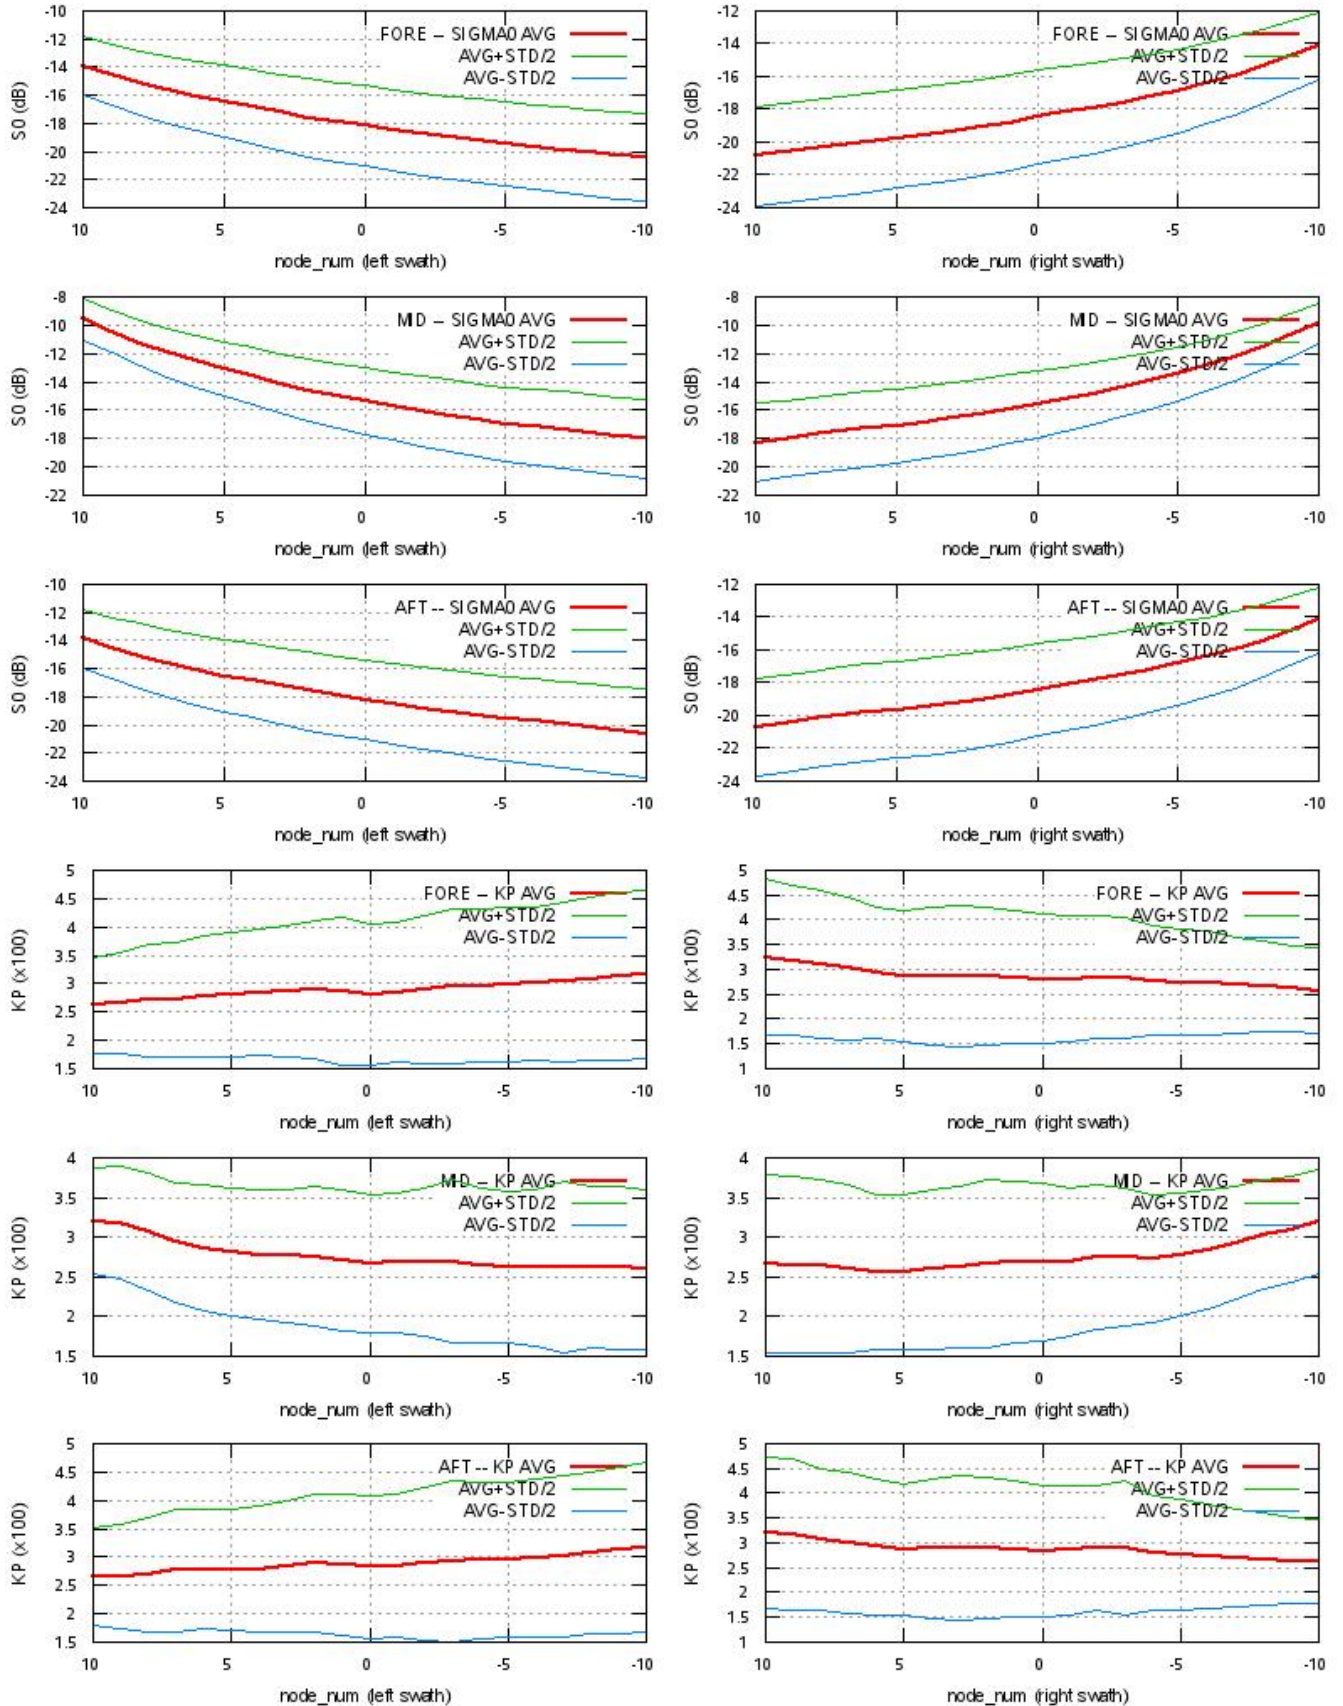 -10
-12
-14
-16
-18
-20
-22
-24
S0 (dB)
FORE -- SIGMA0 AVG
AVG+STD/2
AVG-STD/2
10 5 0 -5 -10
node_num (left swath)
-12
-14
-16
-18
-20
-22
-24
S0 (dB)
FORE -- SIGMA0 AVG
AVG+STD/2
AVG-STD/2
10 5 0 -5 -10
node_num (right swath)
-8
-10
-12
-14
-16
-18
-20
-22
S0 (dB)
MID -- SIGMA0 AVG
AVG+STD/2
AVG-STD/2
10 5 0 -5 -10
node_num (left swath)
-8
-10
-12
-14
-16
-18
-20
-22
S0 (dB)
MID -- SIGMA0 AVG
AVG+STD/2
AVG-STD/2
10 5 0 -5 -10
node_num (right swath)
-10
-12
-14
-16
-18
-20
-22
-24
S0 (dB)
AFT -- SIGMA0 AVG
AVG+STD/2
AVG-STD/2
10 5 0 -5 -10
node_num (left swath)
-12
-14
-16
-18
-20
-22
-24
S0 (dB)
AFT -- SIGMA0 AVG
AVG+STD/2
AVG-STD/2
10 5 0 -5 -10
node_num (right swath)
5
4.5
4
3.5
3
2.5
2
1.5
KP (x100)
FORE -- KP AVG
AVG+STD/2
AVG-STD/2
10 5 0 -5 -10
node_num (left swath)
5
4.5
4
3.5
3
2.5
2
1.5
1
KP (x100)
FORE -- KP AVG
AVG+STD/2
AVG-STD/2
10 5 0 -5 -10
node_num (right swath)
4
3.5
3
2.5
2
1.5
KP (x100)
MID -- KP AVG
AVG+STD/2
AVG-STD/2
10 5 0 -5 -10
node_num (left swath)
4
3.5
3
2.5
2
1.5
KP (x100)
MID -- KP AVG
AVG+STD/2
AVG-STD/2
10 5 0 -5 -10
node_num (right swath)
5
4.5
4
3.5
3
2.5
2
1.5
KP (x100)
AFT -- KP AVG
AVG+STD/2
AVG-STD/2
10 5 0 -5 -10
node_num (left swath)
5
4.5
4
3.5
3
2.5
2
1.5
1
KP (x100)
AFT -- KP AVG
AVG+STD/2
AVG-STD/2
10 5 0 -5 -10
node_num (right swath)